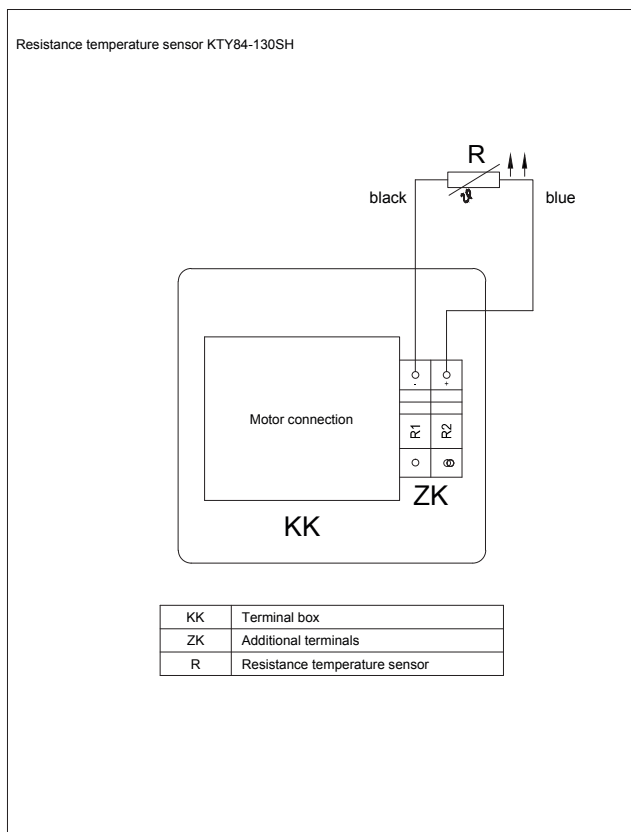 Resistance temperature sensor KTY84-130SH
R
black
blue
- +
Motor connection
R1 R2
ZK
KK
KK Terminal box
ZK Additional terminals
R Resistance temperature sensor